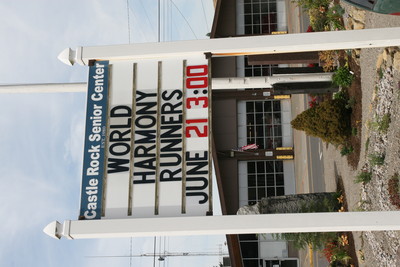 Castle Rock Senior Center
WORLD
HARMONY
RUNNERS
JUNE 21 3:00